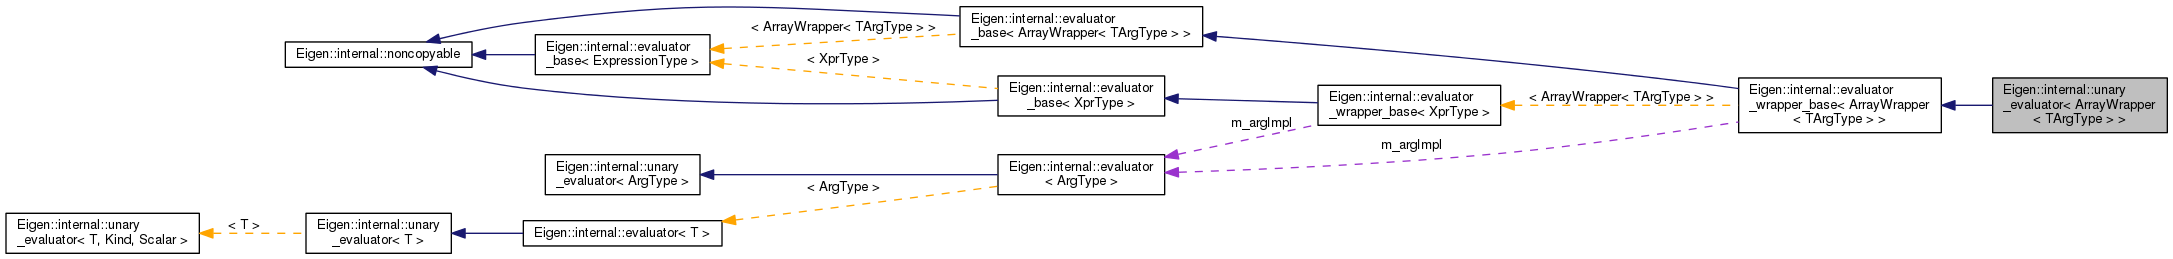 Eigen::internal::noncopyable
Eigen::internal::evaluator
_base< ExpressionType >
< ArrayWrapper< TArgType > >
< XprType >
Eigen::internal::evaluator
_base< ArrayWrapper< TArgType > >
Eigen::internal::evaluator
_base< XprType >
Eigen::internal::evaluator
_wrapper_base< XprType >
< ArrayWrapper< TArgType > >
Eigen::internal::evaluator
_wrapper_base< ArrayWrapper
< TArgType > >
Eigen::internal::unary
_evaluator< ArrayWrapper
< TArgType > >
m_argImpl
m_argImpl
Eigen::internal::unary
_evaluator< ArgType >
Eigen::internal::evaluator
< ArgType >
< ArgType >
Eigen::internal::unary
_evaluator< T, Kind, Scalar >
< T >
Eigen::internal::unary
_evaluator< T >
Eigen::internal::evaluator< T >